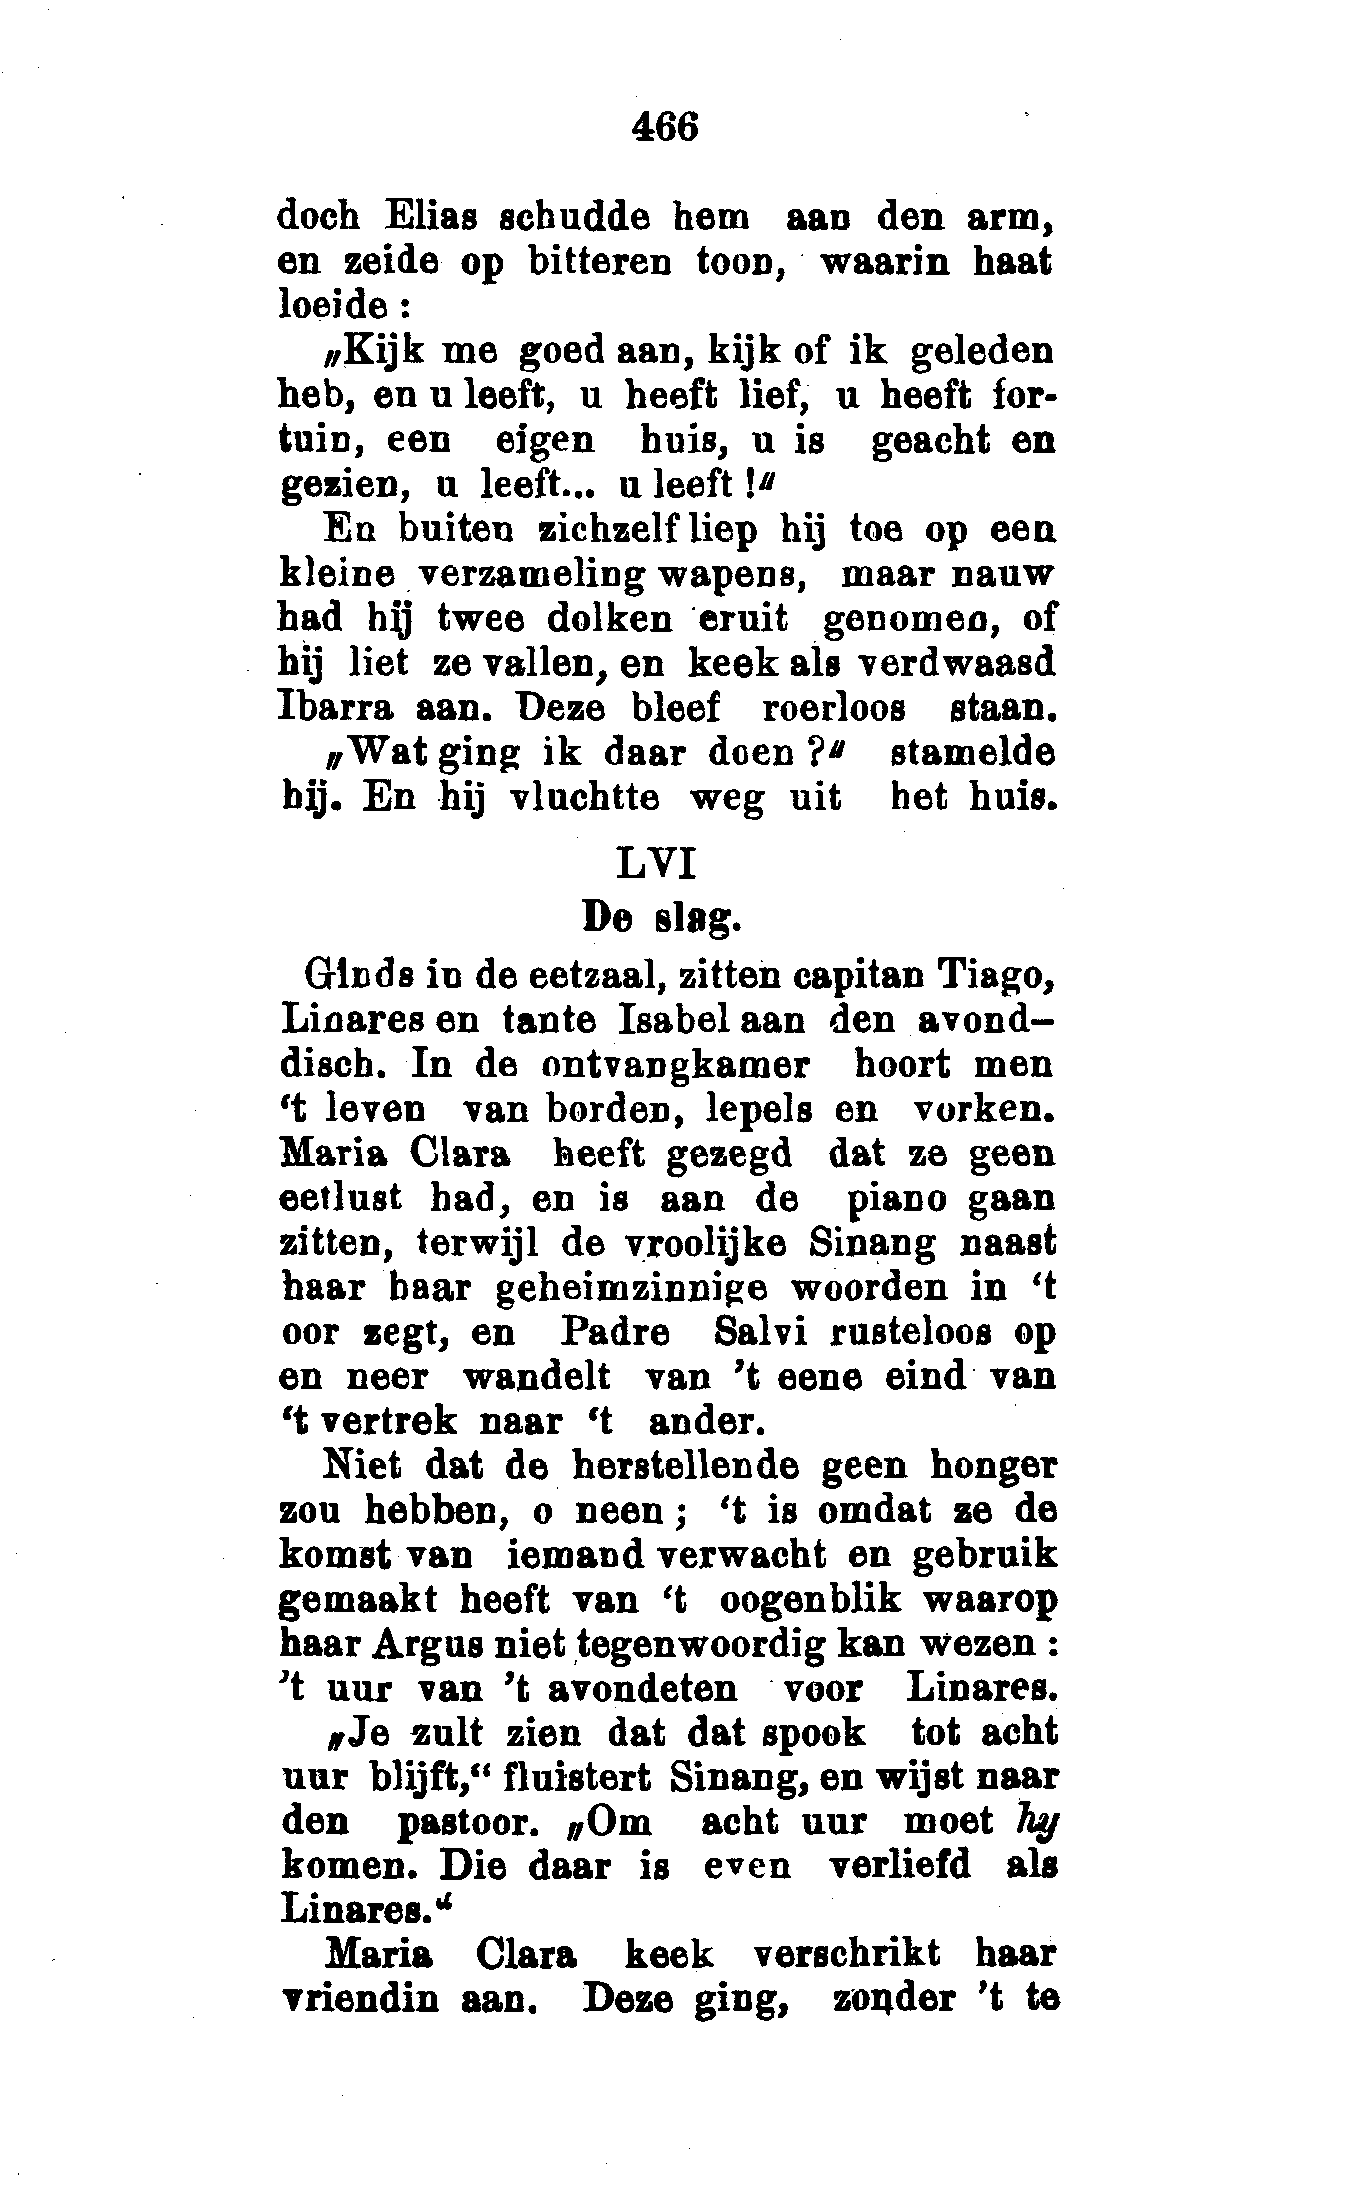 466
doch Elias schudde hem aan den arm,
en zeide op bitteren toon, waarin haat
loeide :
„Kijk me goed aan, kijk of ik geleden
heb, en u leeft, u heeft lief, u heeft for-
tuin, een eigen huis, u is geacht en
gezien, u leeft... u leeft !"
En buiten zichzelf liep hij toe op een
kleine verzameling wapens, maar nauw
had hij twee dolken eruit genomen, of
hij liet ze vallen, en keek als verdwaasd
Ibarra aan. Deze bleef roerloos staan.
„Wat ging ik daar doen ?" stamelde
hij. En hij vluchtte weg uit het huis.
LVI
De slag.
Ginds in de eetzaal, zitten capitan Tiago,
Linares en tante Isabel aan den avond-
disch. In de ontvangkamer hoort men
‘t leven van borden, lepels en vorken.
Maria Clara heeft gezegd dat ze geen
eetlust had, en is aan de piano gaan
zitten, terwijl de vroolijke Sinang naast
haar haar geheimzinnige woorden in ‘t
oor zegt, en Padre Salvi rusteloos op
en neer wandelt van ’t eene eind van
‘t vertrek naar ‘t ander.
Niet dat de herstellende geen honger
zou hebben, o neen ; ‘t is omdat ze de
komst van iemand verwacht en gebruik
gemaakt heeft van ‘t oogenblik waarop
haar Argus niet tegenwoordig kan wezen :
’t uur van ’t avondeten voor Linares.
„Je zult zien dat dat spook tot acht
uur blijft,“ fluistert Sinang, en wijst naar
den pastoor. „Om acht uur moet hy
komen. Die daar is even verliefd als
Linares.“
Maria Clara keek verschrikt haar
vriendin aan. Deze ging, zonder ’t te